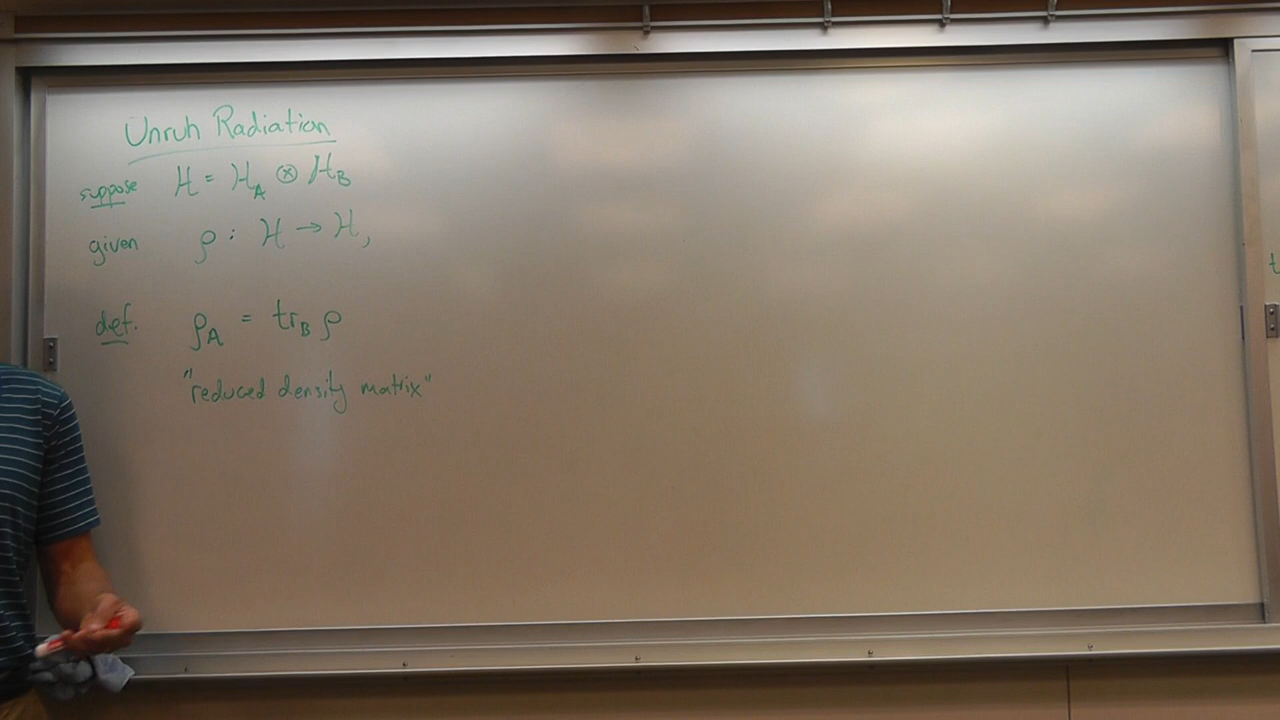 Unruh Radiation
suppose H = H_A ⊗ H_B
given ρ : H → H,
def. ρ_A = tr_B ρ
"reduced density matrix"
t